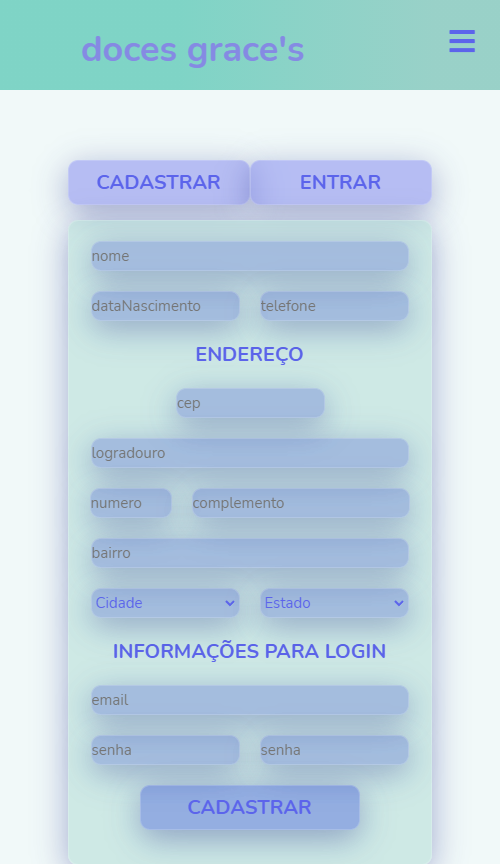 doces grace's
CADASTRAR ENTRAR
nome
dataNascimento telefone
ENDEREÇO
cep
logradouro
numero complemento
bairro
Cidade Estado
INFORMAÇÕES PARA LOGIN
email
senha senha
CADASTRAR